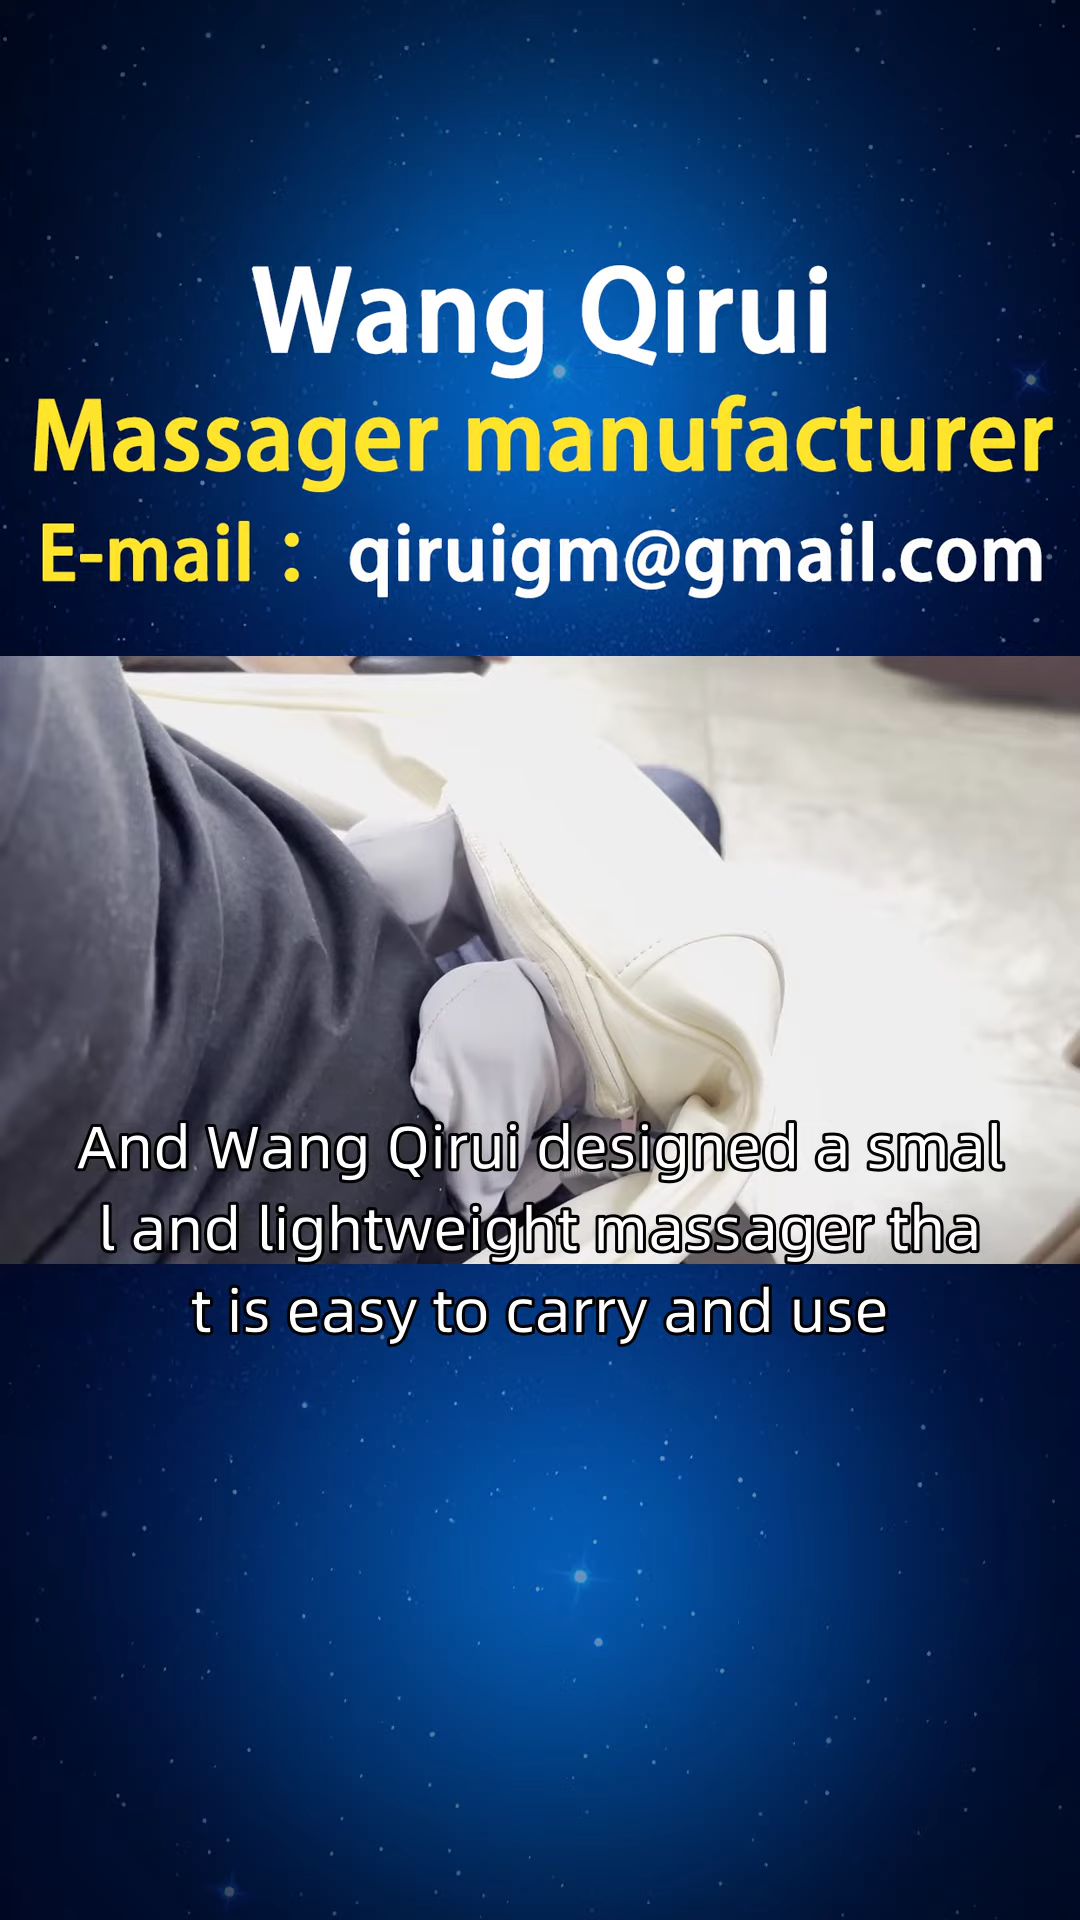 Wang Qirui
Massager manufacturer
E-mail： qiruigm@gmail.com
And Wang Qirui designed a smal
l and lightweight massager tha
t is easy to carry and use